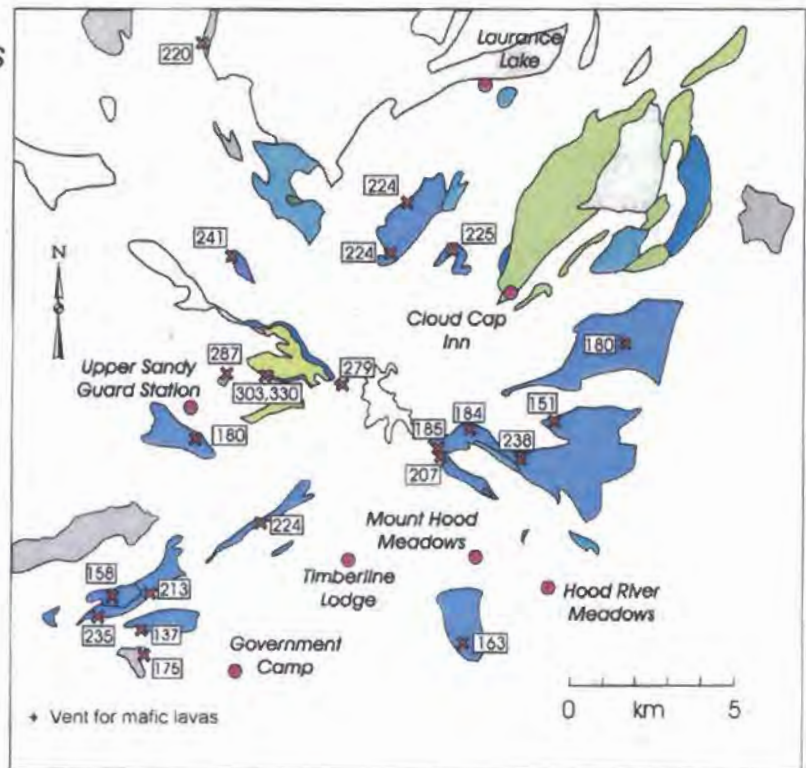 220
Laurance
Lake
224
241
224
225
N
Cloud Cap
Inn
180
287
279
Upper Sandy
Guard Station
303,330
151
184
185
180
238
207
224
Mount Hood
Meadows
158
213
Timberline
Lodge
Hood River
Meadows
235
137
Government
Camp
163
175
Vent for mafic lavas
0 km 5